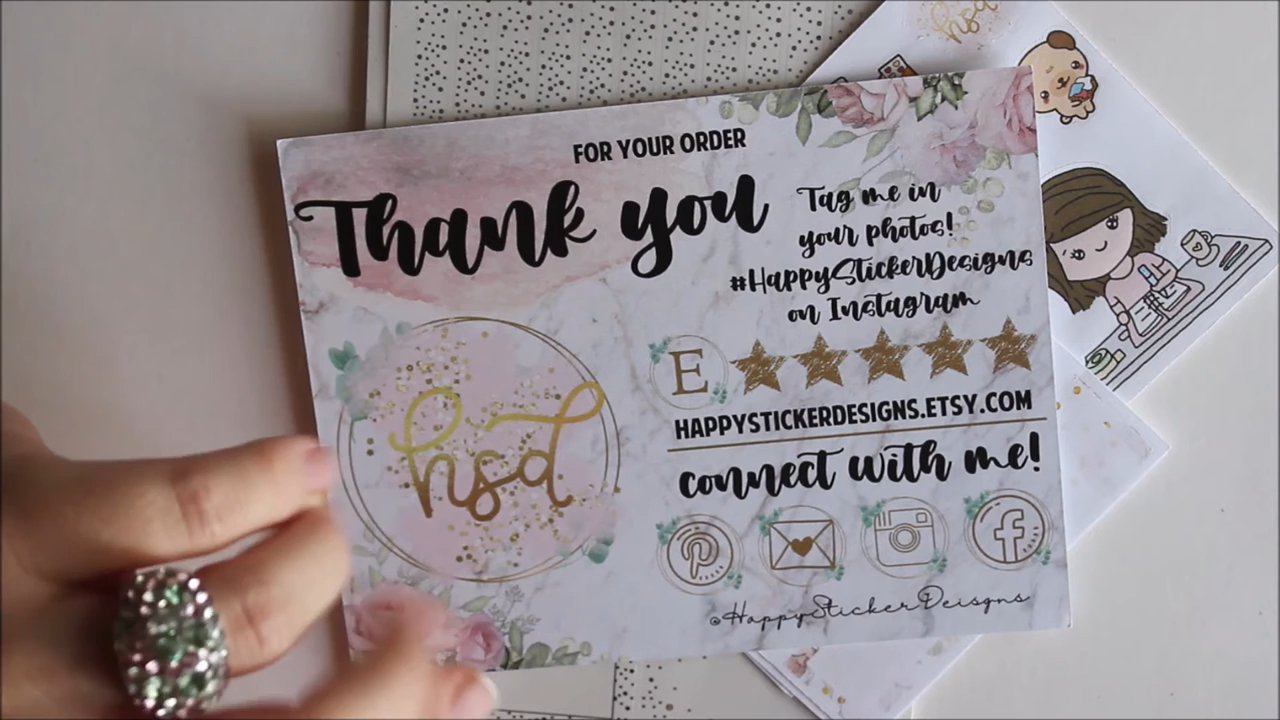 hsd
FOR YOUR ORDER
Thank you
Tag me in
your photos!
#HappyStickerDesigns
on Instagram
hsd
E
HAPPYSTICKERDESIGNS.ETSY.COM
connect with me!
@HappyStickerDeisgns